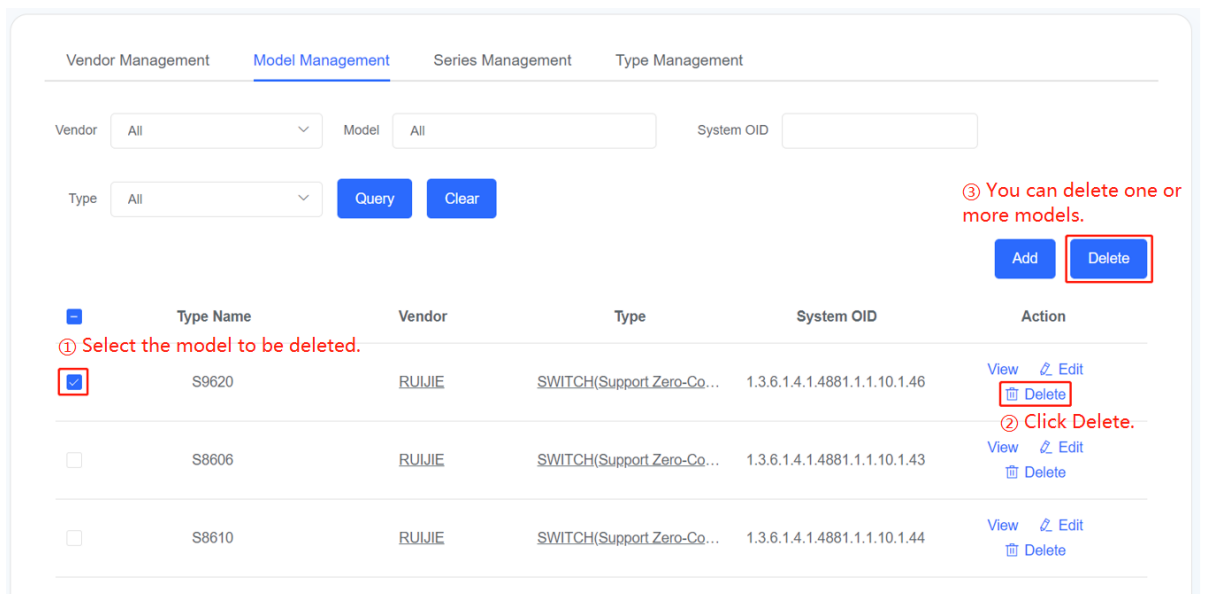 Vendor Management Model Management Series Management Type Management
Vendor All Model All System OID
Type All Query Clear
③ You can delete one or
more models.
Add Delete
Type Name Vendor Type System OID Action
① Select the model to be deleted.
S9620 RUIJIE SWITCH(Support Zero-Co... 1.3.6.1.4.1.4881.1.1.10.1.46 View Edit
Delete
② Click Delete.
S8606 RUIJIE SWITCH(Support Zero-Co... 1.3.6.1.4.1.4881.1.1.10.1.43 View Edit
Delete
S8610 RUIJIE SWITCH(Support Zero-Co... 1.3.6.1.4.1.4881.1.1.10.1.44 View Edit
Delete